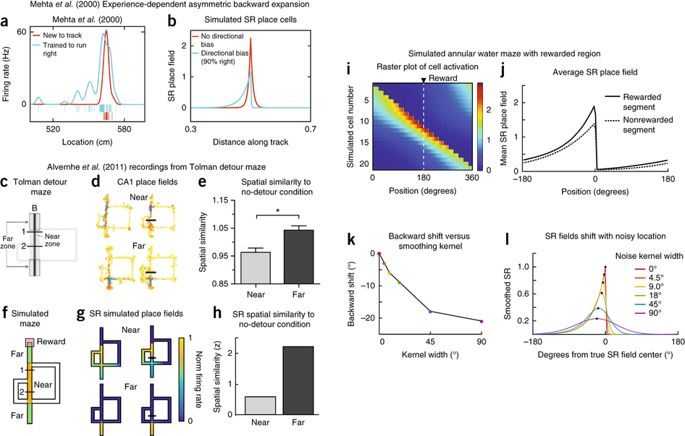 Mehta et al. (2000) Experience-dependent asymmetric backward expansion
a
Mehta et al. (2000)
New to track
Trained to run
right
Firing rate (Hz)
60
0
520
580
Location (cm)
b
Simulated SR place cells
No directional
bias
Directional bias
(90% right)
SR place field
2
1
0
0.3
0.7
Distance along track
Alvernhe et al. (2011) recordings from Tolman detour maze
c
Tolman detour
maze
B
1
2
Far
zone
Near
zone
d
CA1 place fields
Near
Far
e
Spatial similarity to
no-detour condition
*
Spatial similarity
1.05
0.95
0.85
Near
Far
f
Simulated
maze
Reward
Far
1
Near
2
Far
g
SR simulated place fields
Near
Far
1
0
Norm firing rate
h
SR spatial similarity to
no-detour condition
Spatial similarity (z)
2
1
0
Near
Far
Simulated annular water maze with rewarded region
i
Raster plot of cell activation
Reward
Simulated cell number
5
10
15
20
0
180
360
Position (degrees)
2
1
0
j
Average SR place field
Rewarded
segment
Nonrewarded
segment
Mean SR place field
3
2
1
0
−180
0
180
Position (degrees)
k
Backward shift versus
smoothing kernel
Backward shift (°)
0
−10
−20
0
45
90
Kernel width (°)
l
SR fields shift with noisy location
Noise kernel width
0°
4.5°
9.0°
18°
45°
90°
Smoothed SR
1.0
0.5
0
−180
0
180
Degrees from true SR field center (°)